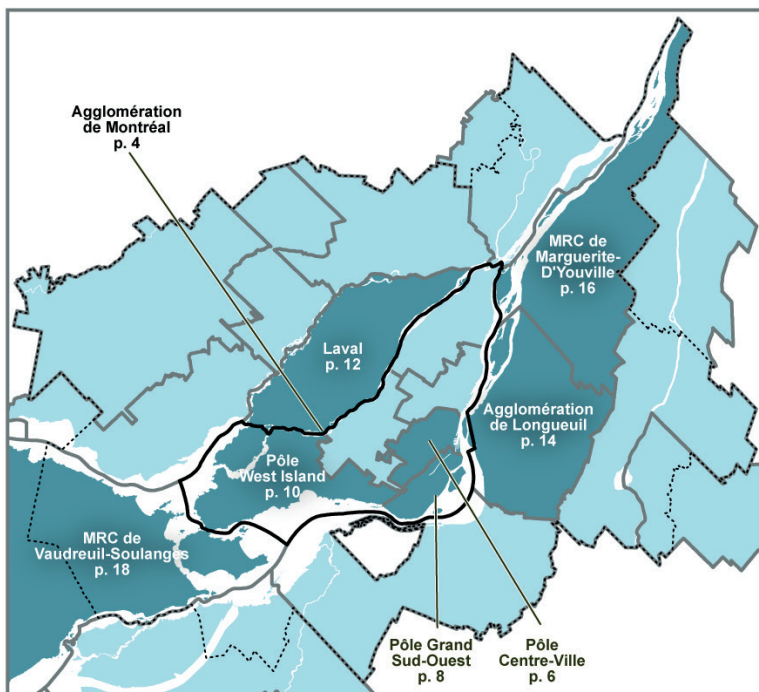 Agglomération
de Montréal
p. 4
MRC de
Marguerite-
D'Youville
p. 16
Laval
p. 12
Agglomération
de Longueuil
p. 14
Pôle
West Island
p. 10
MRC de
Vaudreuil-Soulanges
p. 18
Pôle Grand
Sud-Ouest
p. 8
Pôle
Centre-Ville
p. 6